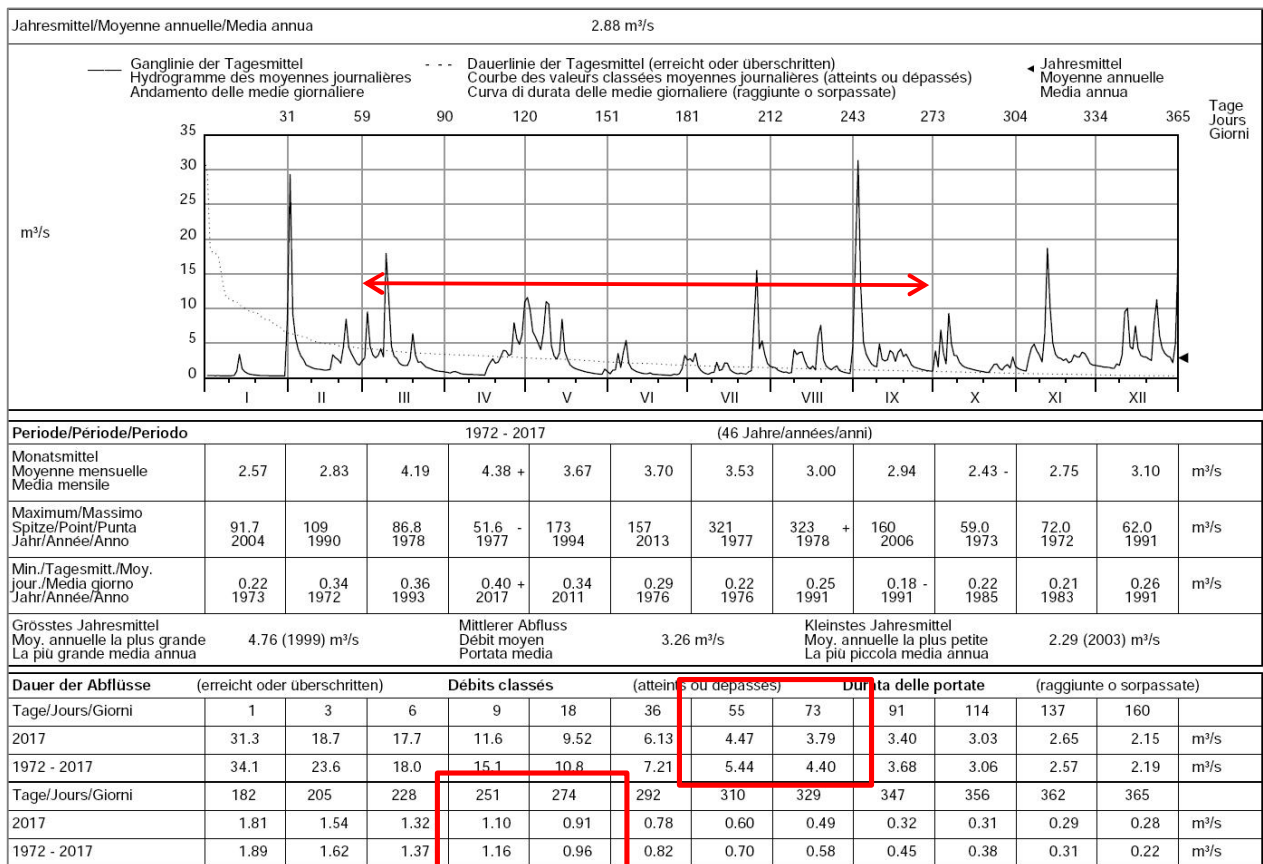 Jahresmittel/Moyenne annuelle/Media annua 2.88 m³/s
Ganglinie der Tagesmittel - - - Dauerlinie der Tagesmittel (erreicht oder überschritten) ◂ Jahresmittel
Hydrogramme des moyennes journalières Courbe des valeurs classées moyennes journalières (atteints ou dépassés) Moyenne annuelle
Andamento delle medie giornaliere Curva di durata delle medie giornaliere (raggiunte o sorpassate) Media annua
31 59 90 120 151 181 212 243 273 304 334 365 Tage
Jours
Giorni
35
30
25
20
m³/s
15
10
5
0
I II III IV V VI VII VIII IX X XI XII
Periode/Période/Periodo 1972 - 2017 (46 Jahre/années/anni)
Monatsmittel
Moyenne mensuelle 2.57 2.83 4.19 4.38 + 3.67 3.70 3.53 3.00 2.94 2.43 - 2.75 3.10 m³/s
Media mensile
Maximum/Massimo
Spitze/Point/Punta 91.7 109 86.8 51.6 - 173 157 321 323 + 160 59.0 72.0 62.0 m³/s
Jahr/Année/Anno 2004 1990 1978 1977 1994 2013 1977 1978 2006 1973 1972 1991
Min./Tagesmitt./Moy.
jour./Media giorno 0.22 0.34 0.36 0.40 + 0.34 0.29 0.22 0.25 0.18 - 0.22 0.21 0.26 m³/s
Jahr/Année/Anno 1973 1972 1993 2017 2011 1976 1976 1991 1991 1985 1983 1991
Grösstes Jahresmittel Mittlerer Abfluss Kleinstes Jahresmittel
Moy. annuelle la plus grande 4.76 (1999) m³/s Débit moyen 3.26 m³/s Moy. annuelle la plus petite 2.29 (2003) m³/s
La più grande media annua Portata media La più piccola media annua
Dauer der Abflüsse (erreicht oder überschritten) Débits classés (atteints ou dépassés) Durata delle portate (raggiunte o sorpassate)
Tage/Jours/Giorni 1 3 6 9 18 36 55 73 91 114 137 160
2017 31.3 18.7 17.7 11.6 9.52 6.13 4.47 3.79 3.40 3.03 2.65 2.15 m³/s
1972 - 2017 34.1 23.6 18.0 15.1 10.8 7.21 5.44 4.40 3.68 3.06 2.57 2.19 m³/s
Tage/Jours/Giorni 182 205 228 251 274 292 310 329 347 356 362 365
2017 1.81 1.54 1.32 1.10 0.91 0.78 0.60 0.49 0.32 0.31 0.29 0.28 m³/s
1972 - 2017 1.89 1.62 1.37 1.16 0.96 0.82 0.70 0.58 0.45 0.38 0.31 0.22 m³/s